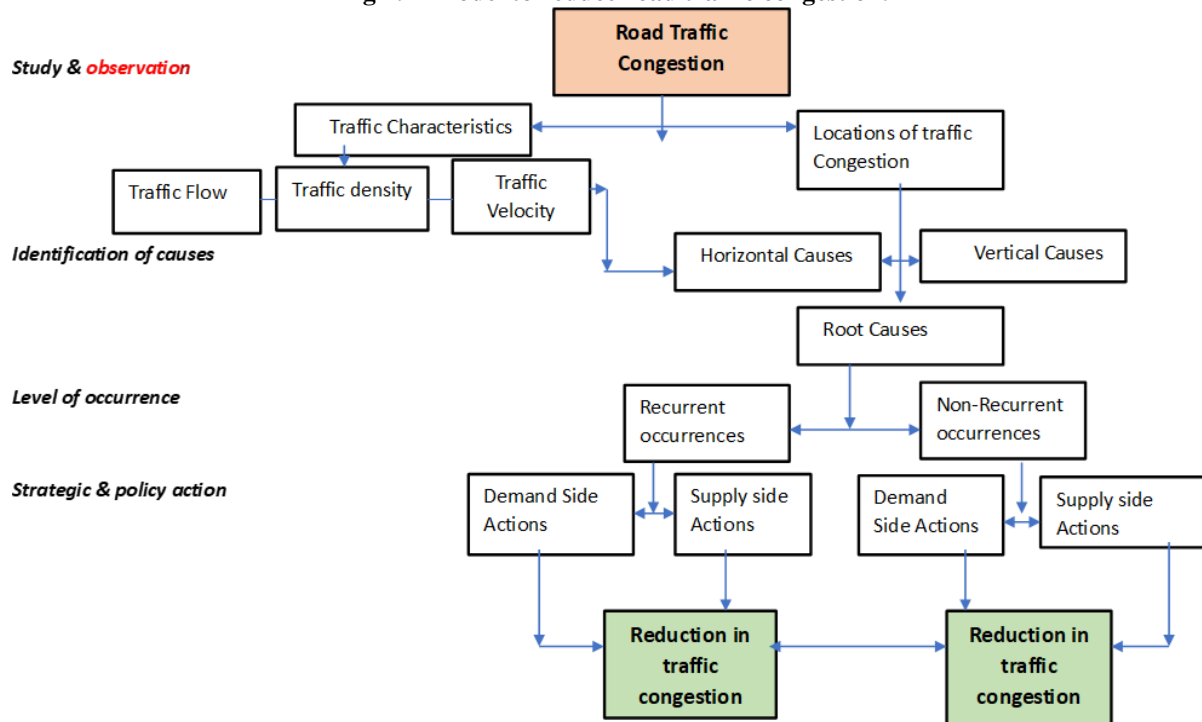 Road Traffic
Congestion
Study & observation
Traffic Characteristics
Locations of traffic
Congestion
Traffic Flow
Traffic density
Traffic
Velocity
Identification of causes
Horizontal Causes
Vertical Causes
Root Causes
Level of occurrence
Recurrent
occurrences
Non-Recurrent
occurrences
Strategic & policy action
Demand Side
Actions
Supply side
Actions
Demand
Side Actions
Supply side
Actions
Reduction in
traffic
congestion
Reduction in
traffic
congestion